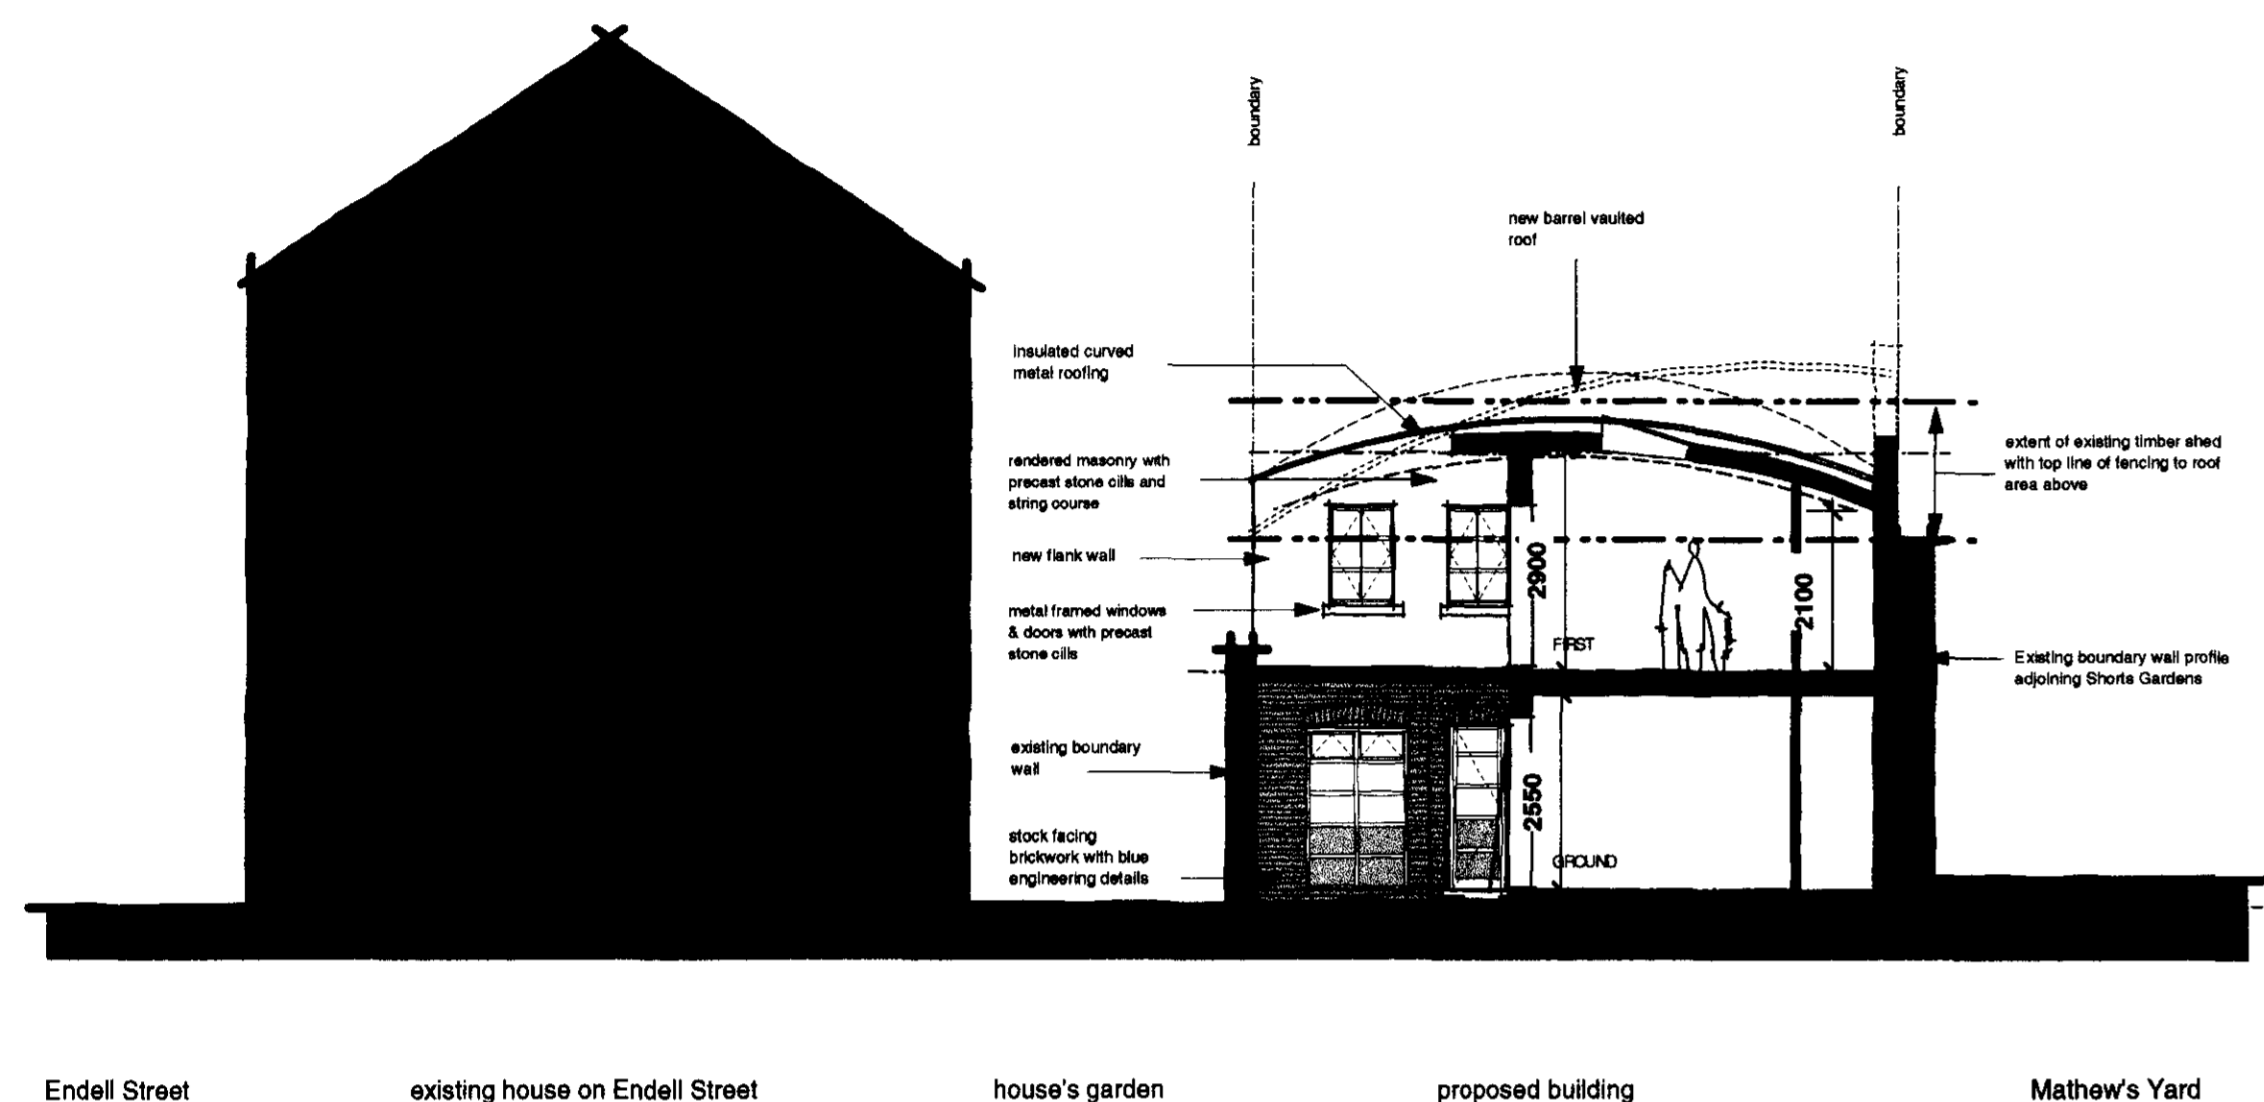 boundary
boundary
new barrel vaulted
roof
insulated curved
metal roofing
rendered masonry with
precast stone cills and
string course
new flank wall
metal framed windows
& doors with precast
stone cills
existing boundary
wall
stock facing
brickwork with blue
engineering details
extent of existing timber shed
with top line of fencing to roof
area above
Existing boundary wall profile
adjoining Shorts Gardens
2900
2100
FIRST
2550
GROUND
Endell Street
existing house on Endell Street
house's garden
proposed building
Mathew's Yard